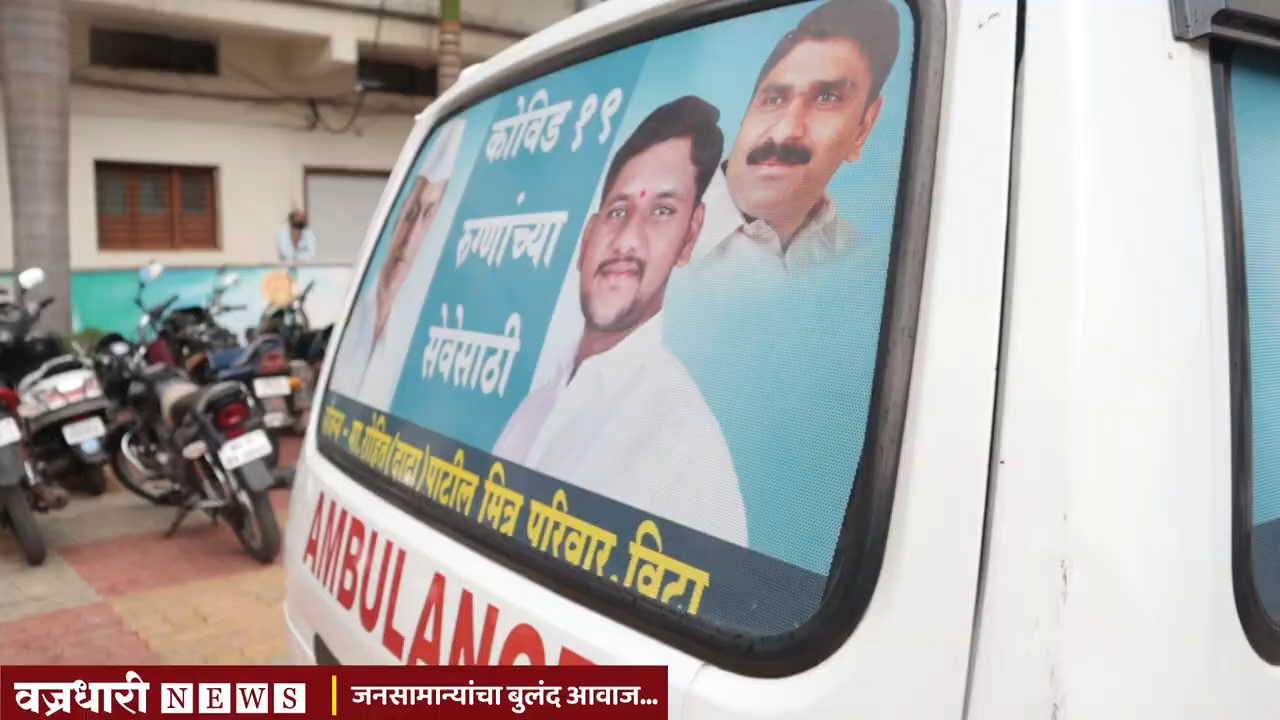 कोविड १९
रुग्णांच्या
सेवेसाठी
मा.रोहित(दादा)पाटील मित्र परिवार,विटा
AMBULANCE
वज्रधारी NEWS
जनसामान्यांचा बुलंद आवाज...